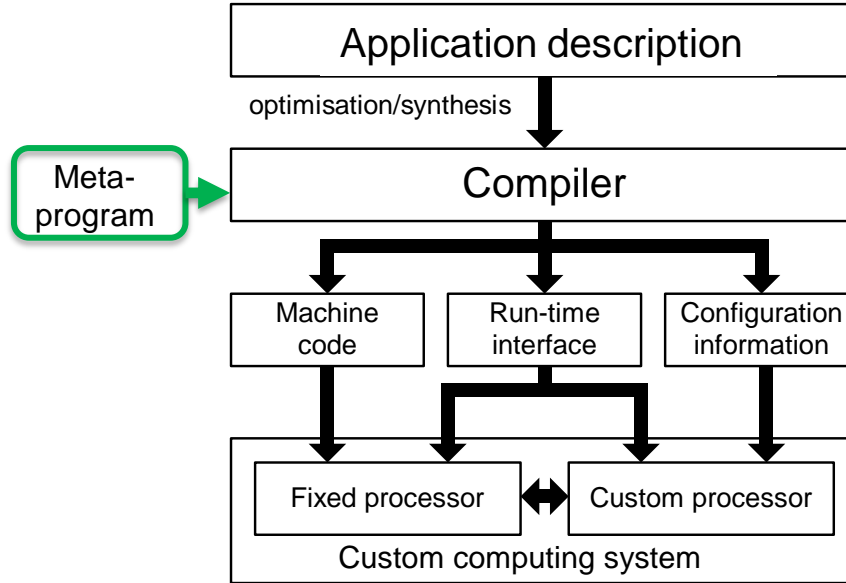 Application description
optimisation/synthesis
Meta-
program
Compiler
Machine
code
Run-time
interface
Configuration
information
Fixed processor
Custom processor
Custom computing system